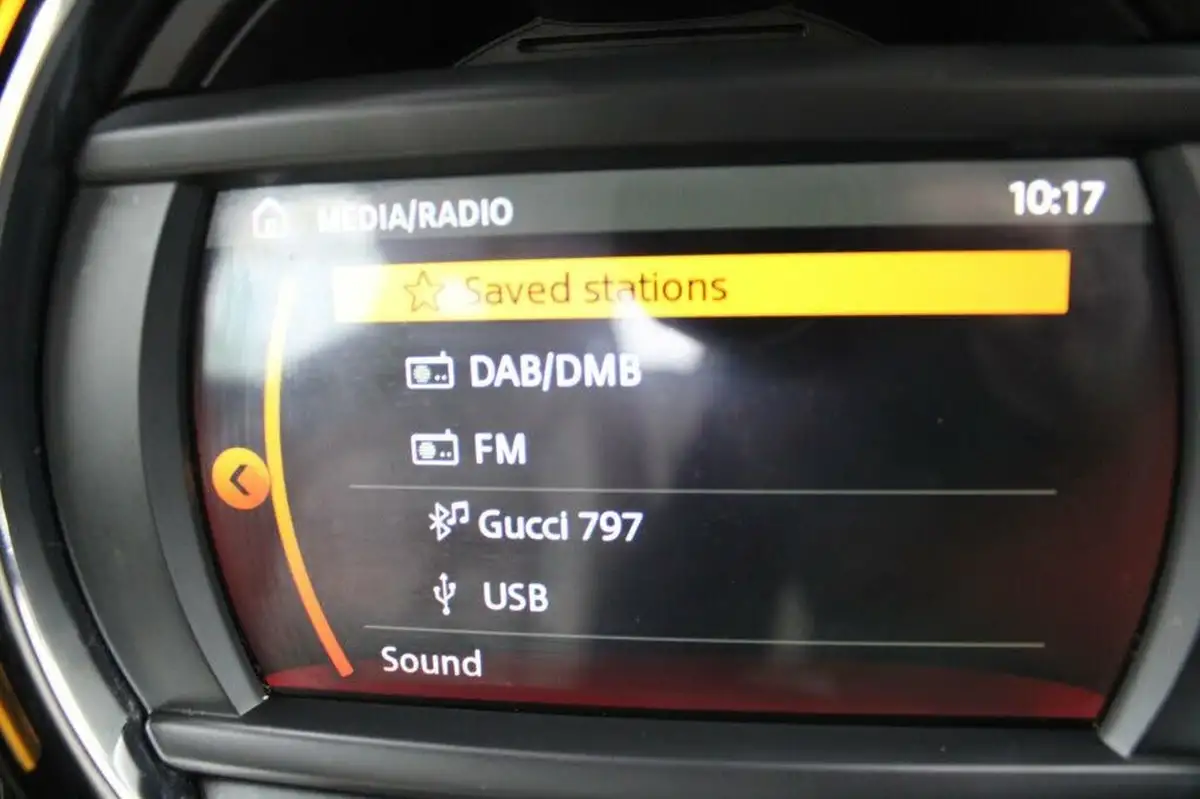 MEDIA/RADIO 10:17
Saved stations
DAB/DMB
FM
Gucci 797
USB
Sound